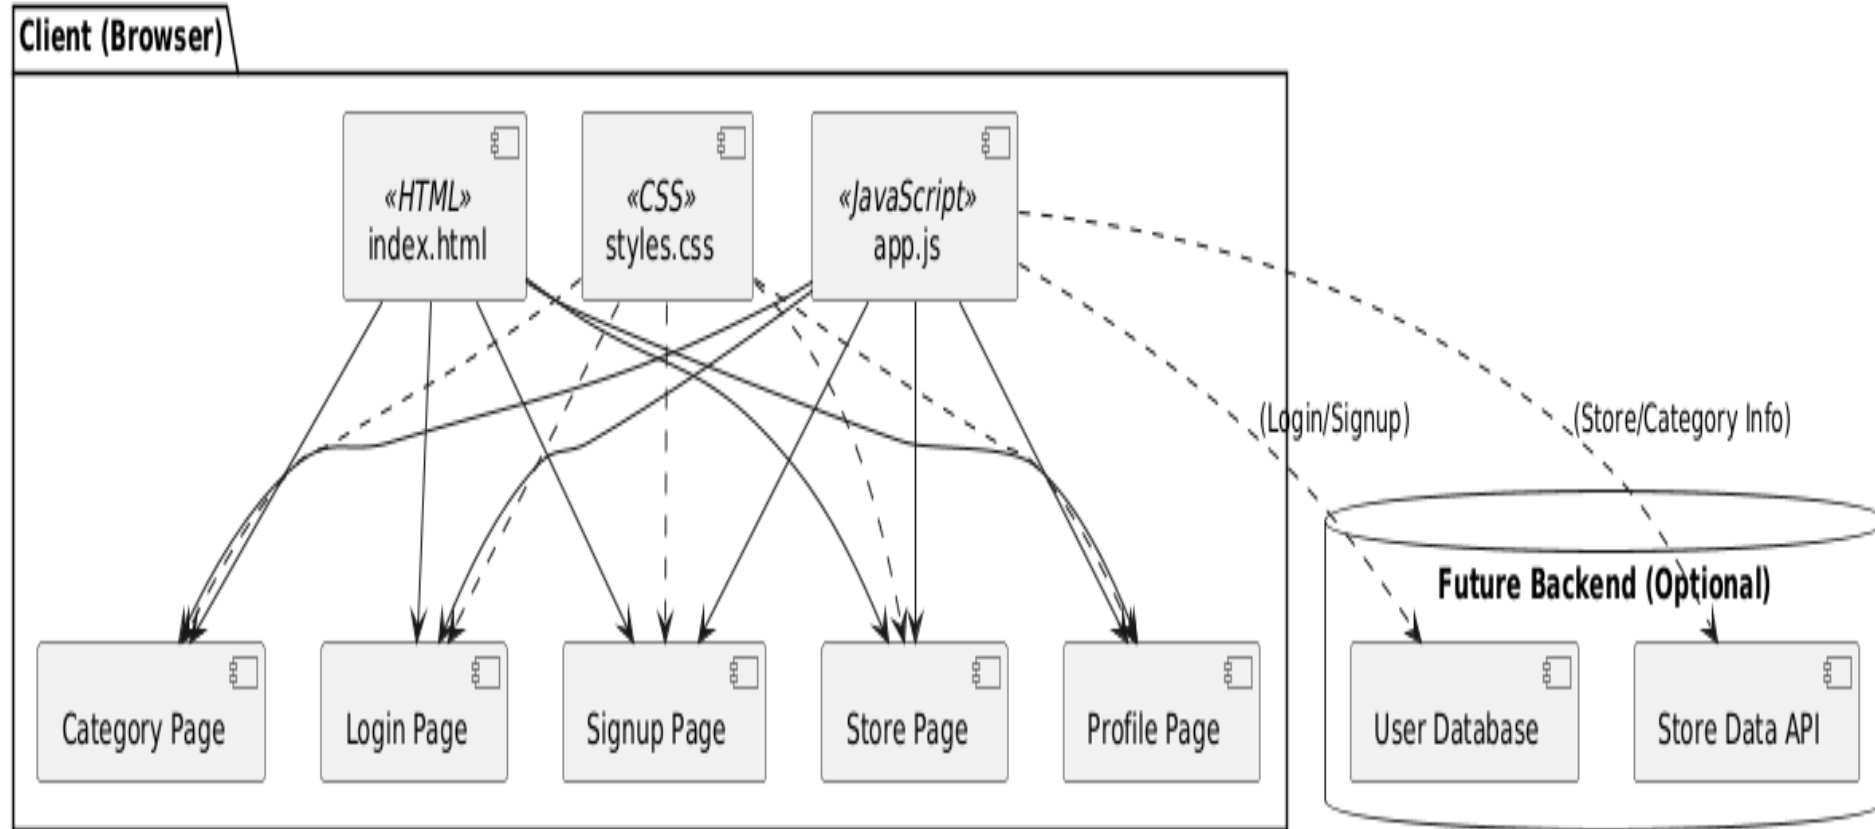 Client (Browser)
«HTML»
index.html
«CSS»
styles.css
«JavaScript»
app.js
(Login/Signup)
(Store/Category Info)
Future Backend (Optional)
Category Page
Login Page
Signup Page
Store Page
Profile Page
User Database
Store Data API